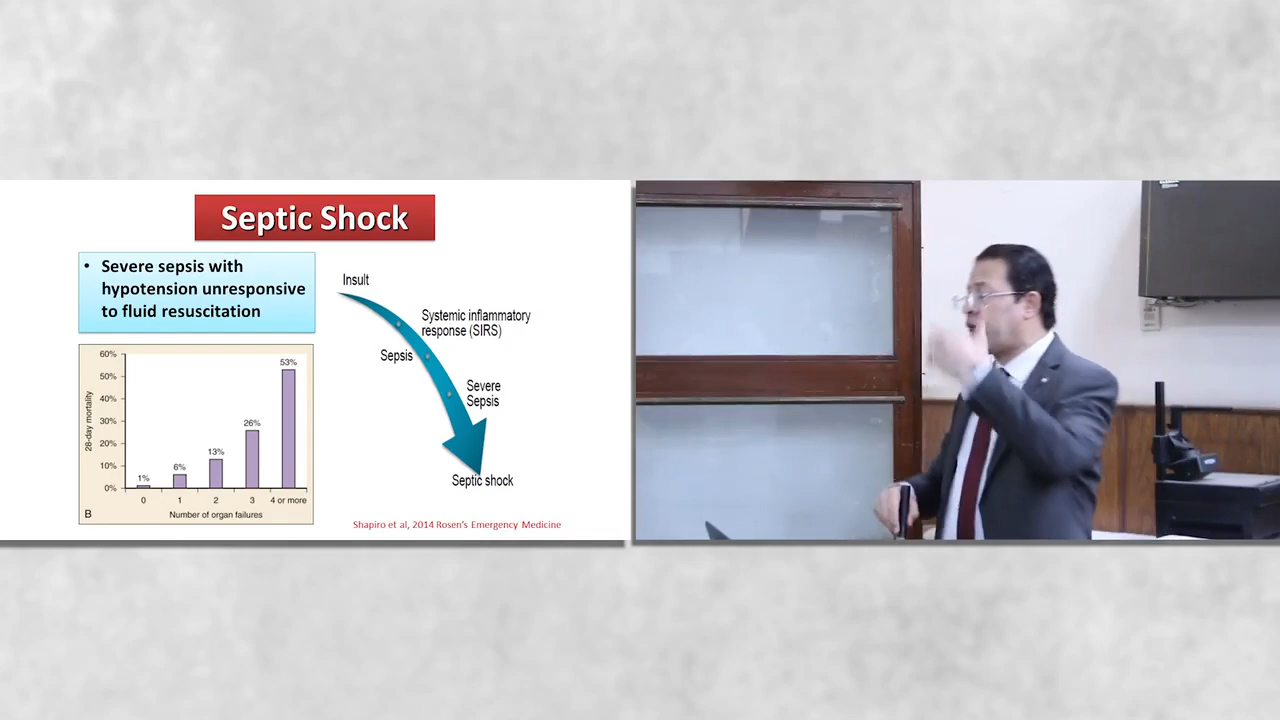 Septic Shock
• Severe sepsis with
hypotension unresponsive
to fluid resuscitation
Insult
Systemic inflammatory
response (SIRS)
Sepsis
Severe
Sepsis
Septic shock
60%
50%
40%
30%
20%
10%
0%
28-day mortality
1%
6%
13%
26%
53%
0 1 2 3 4 or more
Number of organ failures
B
Shapiro et al, 2014 Rosen's Emergency Medicine